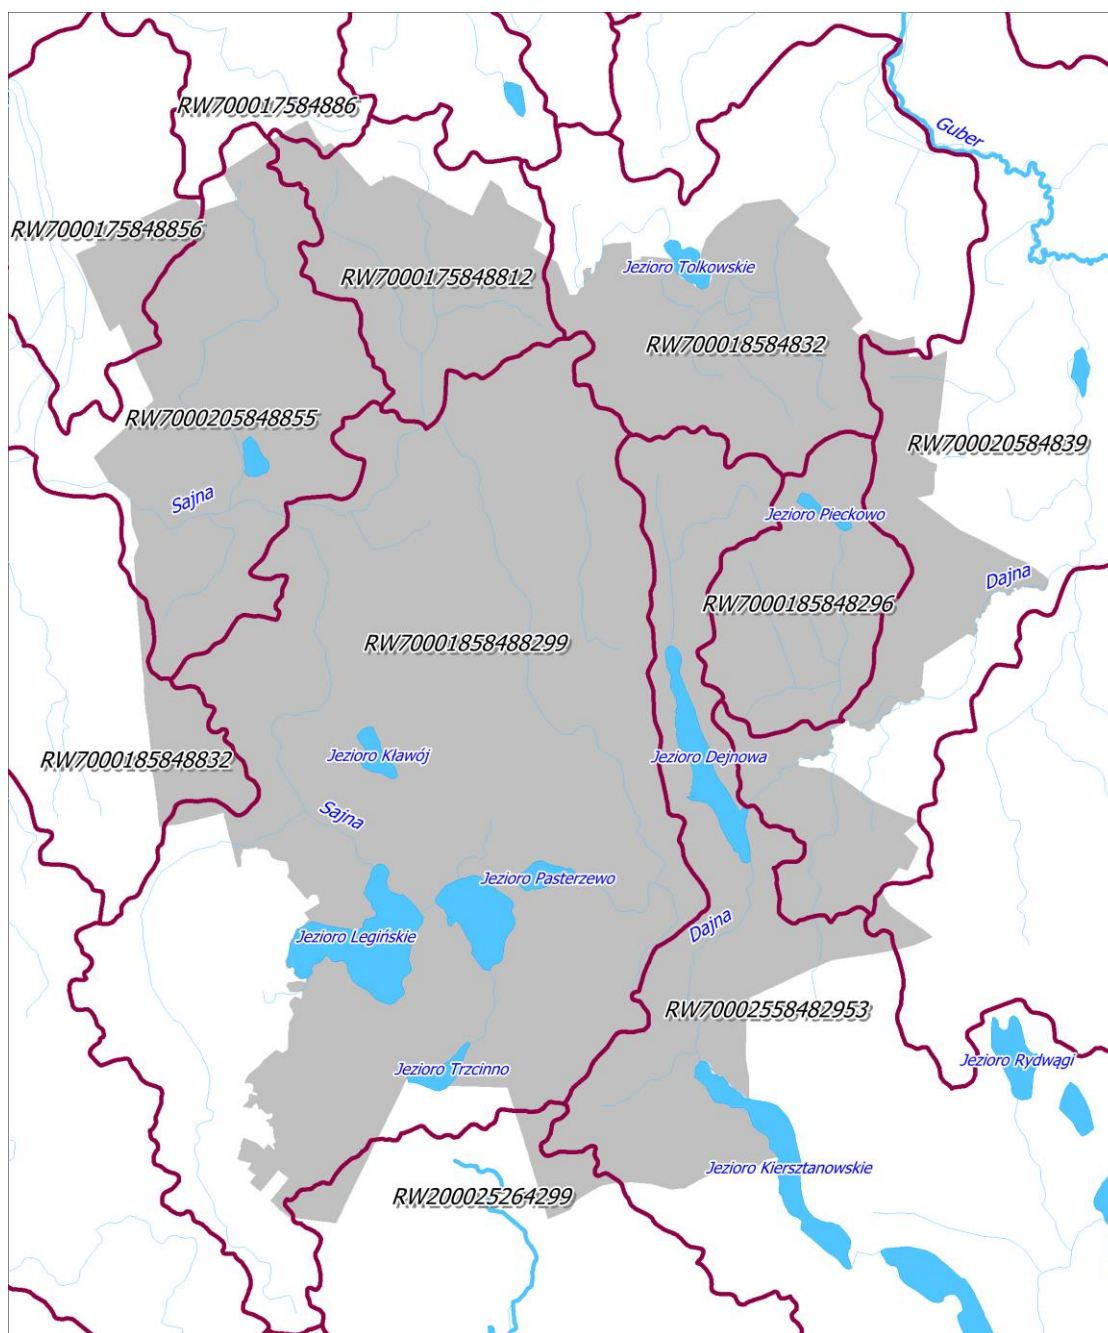 RW700017584886
Guber
RW7000175848856
Jezioro Tolkowskie
RW7000175848812
RW700018584832
RW7000205848855
RW700020584839
Sajna
Jezioro Pieckowo
Dajna
RW7000185848296
RW70001858488299
Jezioro Kławój
Jezioro Dejnowa
RW7000185848832
Sajna
Jezioro Pasterzewo
Dajna
Jezioro Legińskie
RW70002558482953
Jezioro Trzcinno
Jezioro Rydwągi
Jezioro Kiersztanowskie
RW200025264299